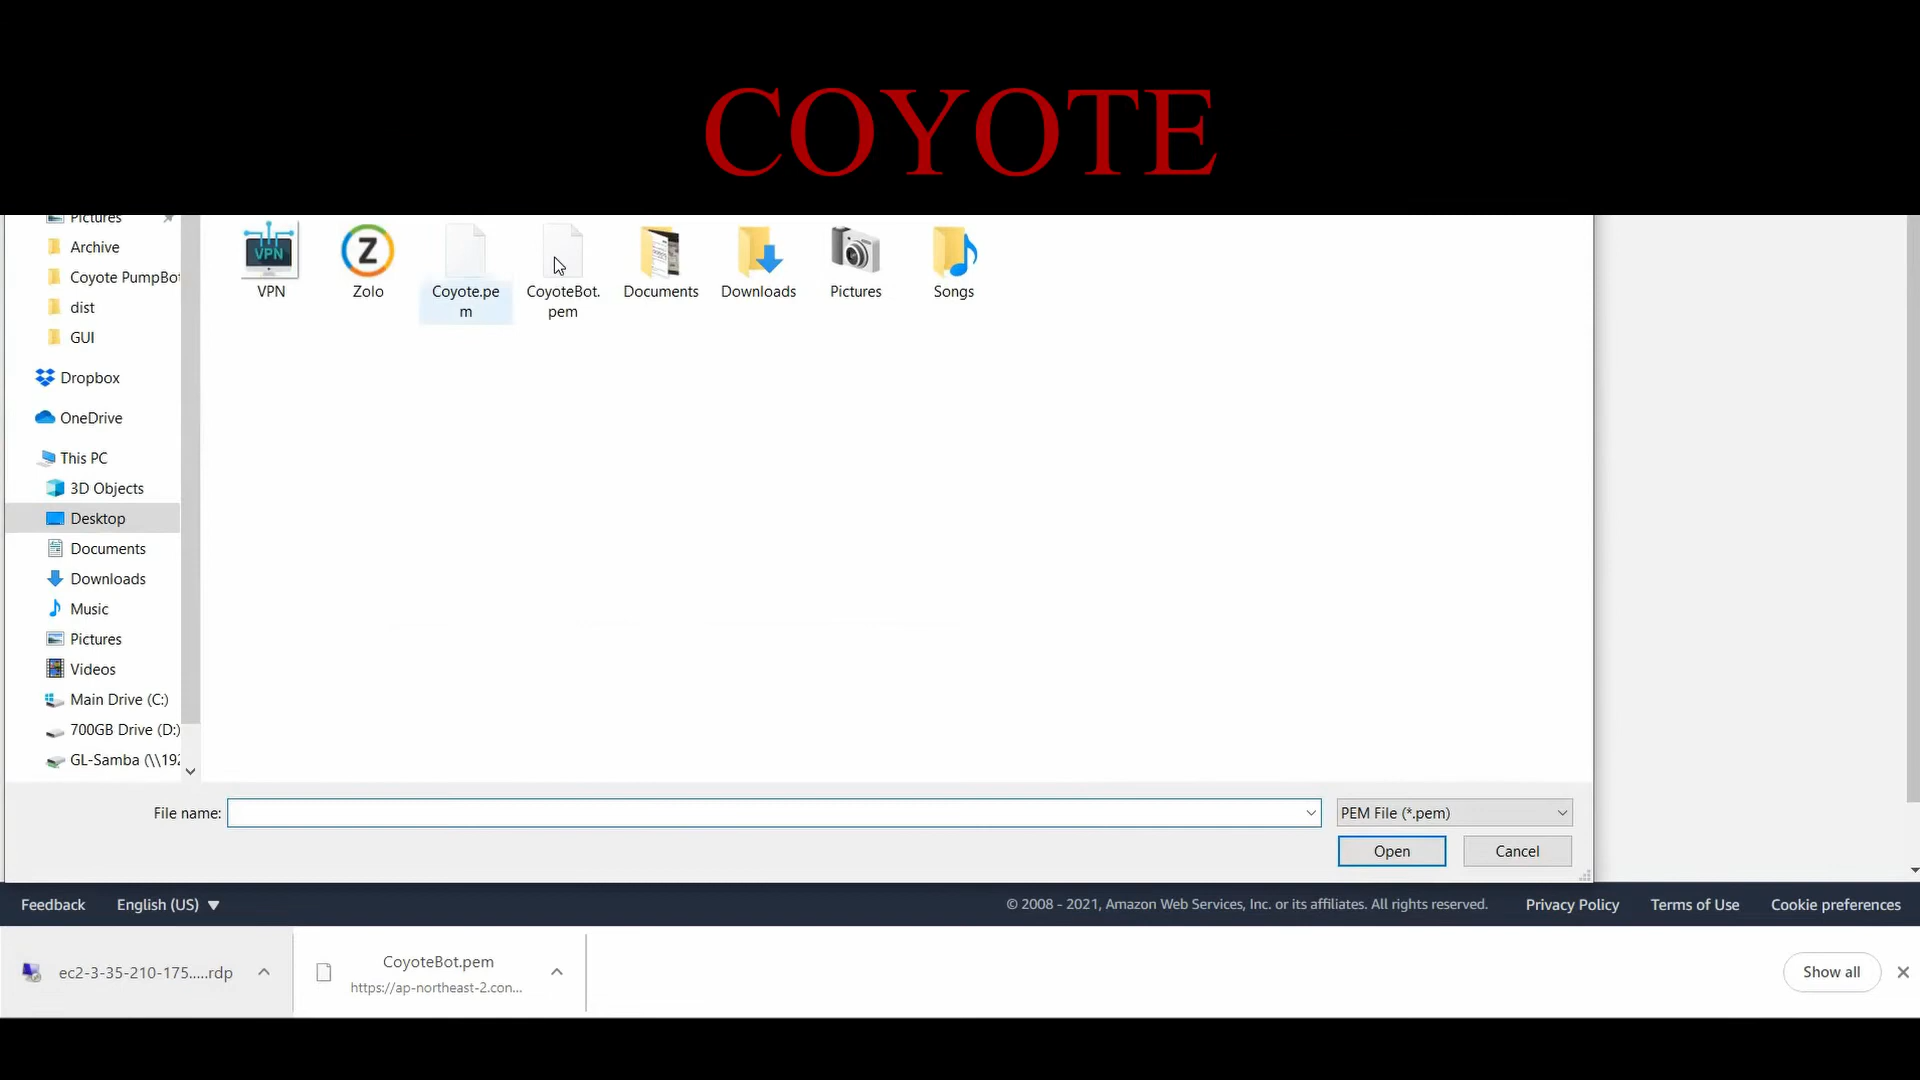 COYOTE
Pictures
Archive
Coyote PumpBot
dist
GUI
Dropbox
OneDrive
This PC
3D Objects
Desktop
Documents
Downloads
Music
Pictures
Videos
Main Drive (C:)
700GB Drive (D:)
GL-Samba (\\192
VPN
VPN
Z
Zolo
Coyote.pe
m
CoyoteBot.
pem
Documents
Downloads
Pictures
Songs
File name:
PEM File (*.pem)
Open
Cancel
Feedback
English (US)
© 2008 - 2021, Amazon Web Services, Inc. or its affiliates. All rights reserved.
Privacy Policy
Terms of Use
Cookie preferences
ec2-3-35-210-175.....rdp
CoyoteBot.pem
https://ap-northeast-2.con...
Show all